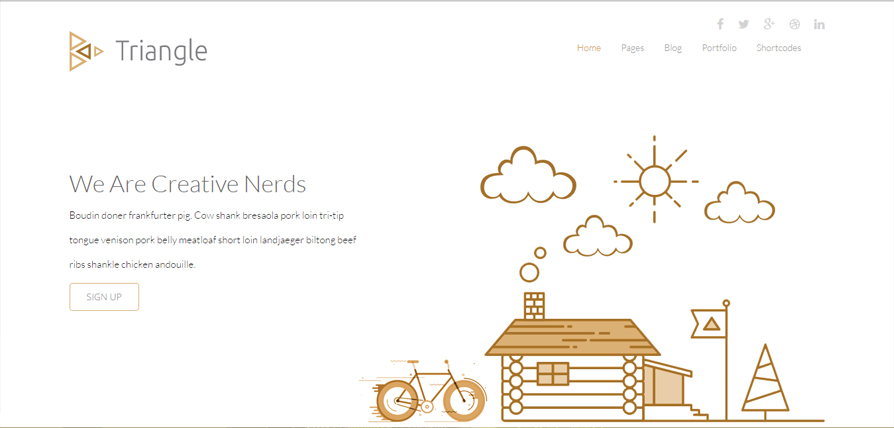 Triangle
Home Pages Blog Portfolio Shortcodes
We Are Creative Nerds
Boudin doner frankfurter pig. Cow shank bresaola pork loin tri-tip
tongue venison pork belly meatloaf short loin landjaeger biltong beef
ribs shankle chicken andouille.
SIGN UP